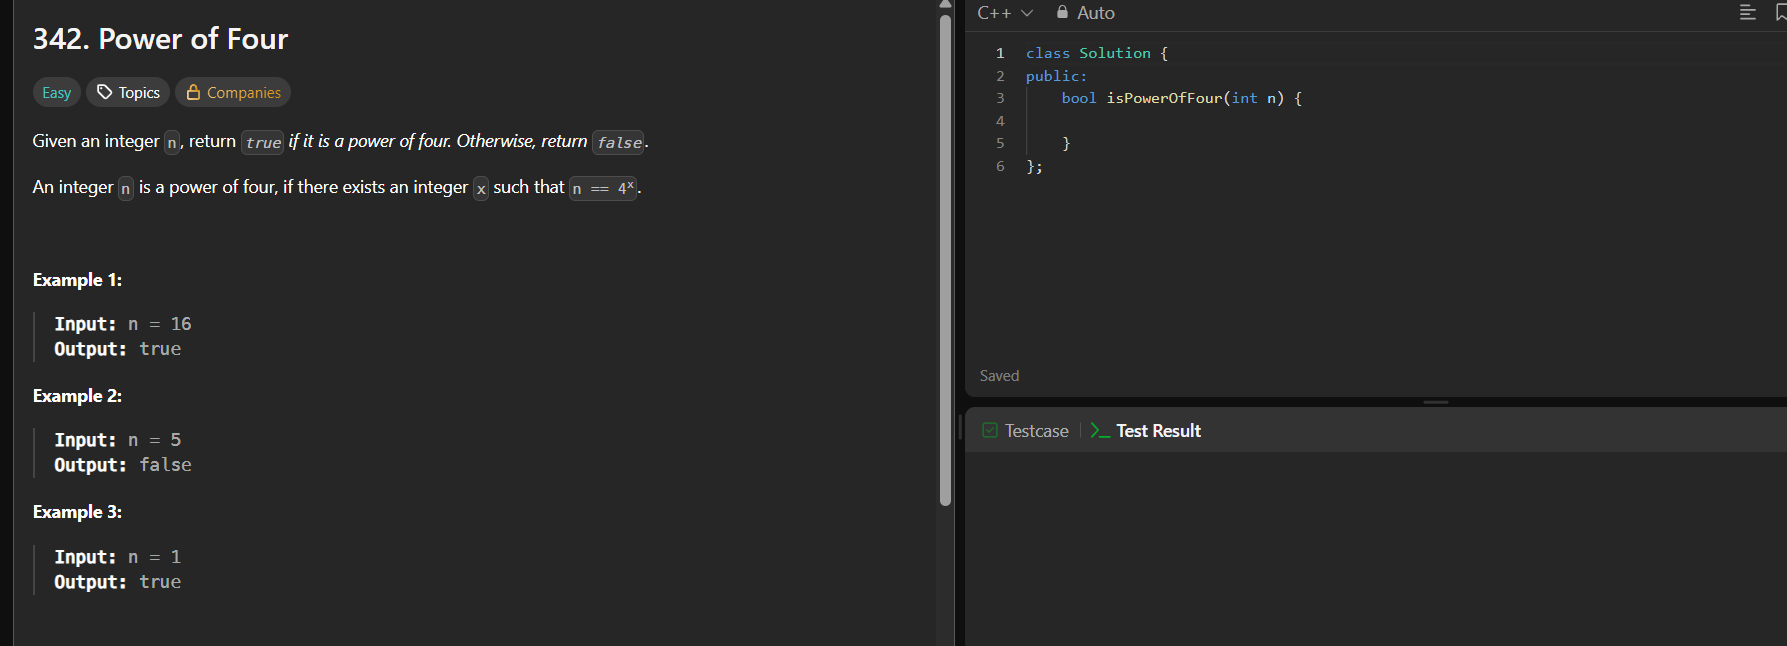 342. Power of Four
Easy Topics Companies
Given an integer n, return true if it is a power of four. Otherwise, return false.
An integer n is a power of four, if there exists an integer x such that n == 4ˣ.
Example 1:
Input: n = 16
Output: true
Example 2:
Input: n = 5
Output: false
Example 3:
Input: n = 1
Output: true
C++ Auto
1 class Solution {
2 public:
3     bool isPowerOfFour(int n) {
4
5     }
6 };
Saved
Testcase Test Result